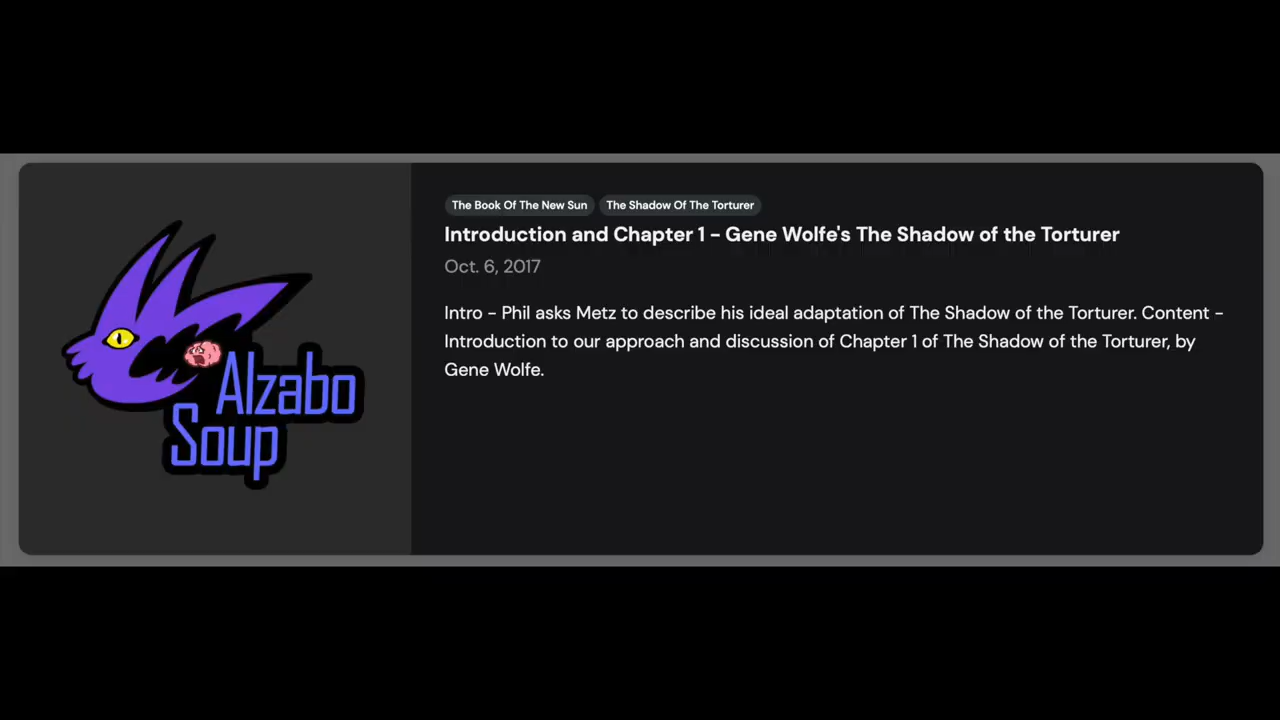 Alzabo
Soup
The Book Of The New Sun
The Shadow Of The Torturer
Introduction and Chapter 1 – Gene Wolfe's The Shadow of the Torturer
Oct. 6, 2017
Intro – Phil asks Metz to describe his ideal adaptation of The Shadow of the Torturer. Content –
Introduction to our approach and discussion of Chapter 1 of The Shadow of the Torturer, by
Gene Wolfe.